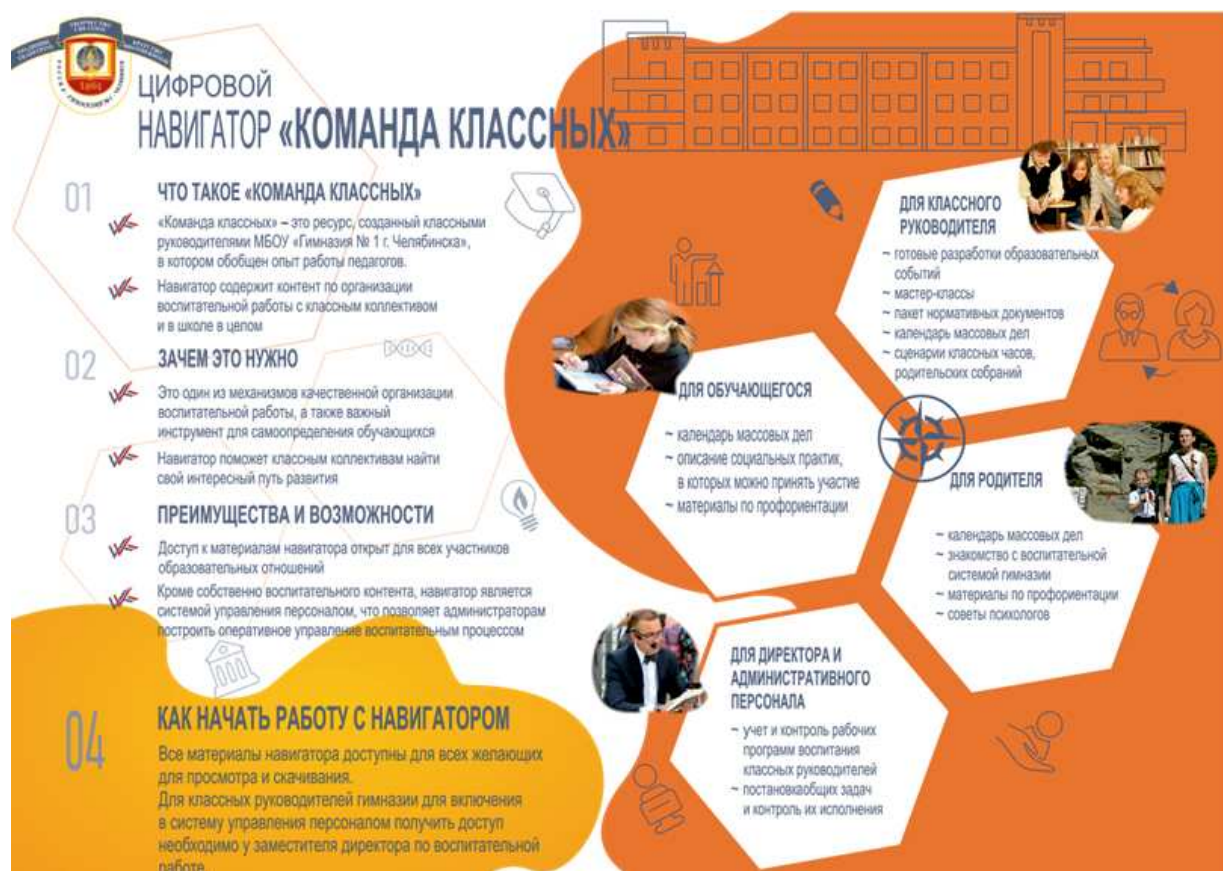 ЦИФРОВОЙ
НАВИГАТОР «КОМАНДА КЛАССНЫХ»
01
ЧТО ТАКОЕ «КОМАНДА КЛАССНЫХ»
«Команда классных» – это ресурс, созданный классными
руководителями МБОУ «Гимназия № 1 г. Челябинска»,
в котором обобщен опыт работы педагогов.
Навигатор содержит контент по организации
воспитательной работы с классным коллективом
и в школе в целом
02
ЗАЧЕМ ЭТО НУЖНО
Это один из механизмов качественной организации
воспитательной работы, а также важный
инструмент для самоопределения обучающихся
Навигатор поможет классным коллективам найти
свой интересный путь развития
03
ПРЕИМУЩЕСТВА И ВОЗМОЖНОСТИ
Доступ к материалам навигатора открыт для всех участников
образовательных отношений
Кроме собственно воспитательного контента, навигатор является
системой управления персоналом, что позволяет администраторам
построить оперативное управление воспитательным процессом
04
КАК НАЧАТЬ РАБОТУ С НАВИГАТОРОМ
Все материалы навигатора доступны для всех желающих
для просмотра и скачивания.
Для классных руководителей гимназии для включения
в систему управления персоналом получить доступ
необходимо у заместителя директора по воспитательной
работе
ДЛЯ КЛАССНОГО
РУКОВОДИТЕЛЯ
~ готовые разработки образовательных
событий
~ мастер-классы
~ пакет нормативных документов
~ календарь массовых дел
~ сценарии классных часов,
родительских собраний
ДЛЯ ОБУЧАЮЩЕГОСЯ
~ календарь массовых дел
~ описание социальных практик,
в которых можно принять участие
~ материалы по профориентации
ДЛЯ РОДИТЕЛЯ
~ календарь массовых дел
~ знакомство с воспитательной
системой гимназии
~ материалы по профориентации
~ советы психологов
ДЛЯ ДИРЕКТОРА И
АДМИНИСТРАТИВНОГО
ПЕРСОНАЛА
~ учет и контроль рабочих
программ воспитания
классных руководителей
~ постановкаобщих задач
и контроль их исполнения